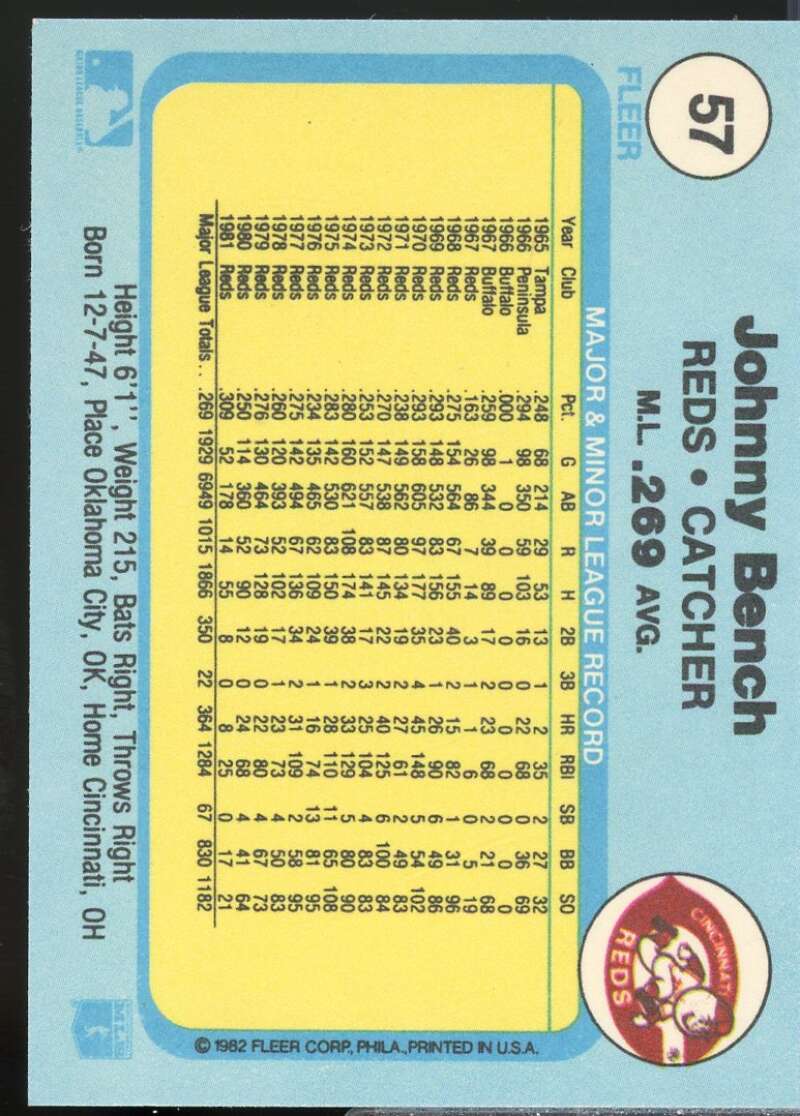 57
FLEER
Johnny Bench
REDS • CATCHER
M.L. .269 AVG.
CINCINNATI
REDS
MAJOR & MINOR LEAGUE RECORD
Year Club Pct. G AB R H 2B 3B HR RBI SB BB SO
1965 Tampa .248 68 214 29 53 13 1 2 35 2 27 32
1966 Peninsula .294 98 350 59 103 16 0 22 68 0 36 69
1966 Buffalo .000 1 0 0 0 0 0 0 0 0 0 0
1967 Buffalo .259 98 344 39 89 17 2 23 68 2 21 68
1967 Reds .163 26 86 7 14 3 1 1 6 0 5 19
1968 Reds .275 154 564 67 155 40 2 15 82 1 31 96
1969 Reds .293 148 532 83 156 23 1 26 90 6 49 86
1970 Reds .293 158 605 97 177 35 4 45 148 5 54 102
1971 Reds .238 149 562 80 134 19 2 27 61 2 49 83
1972 Reds .270 147 538 87 145 22 2 40 125 6 100 84
1973 Reds .253 152 557 83 141 17 3 25 104 4 83 83
1974 Reds .280 160 621 108 174 38 2 33 129 5 80 90
1975 Reds .283 142 530 83 150 39 1 28 110 11 65 108
1976 Reds .234 135 465 62 109 24 1 16 74 13 81 95
1977 Reds .275 142 494 67 136 34 2 31 109 2 58 95
1978 Reds .260 120 393 52 102 17 1 23 73 4 50 83
1979 Reds .276 130 464 73 128 19 0 22 80 4 67 73
1980 Reds .250 114 360 52 90 12 0 24 68 4 41 64
1981 Reds .309 52 178 14 55 8 0 8 25 0 17 21
Major League Totals . . .269 1929 6949 1015 1866 350 22 364 1284 67 830 1182
© 1982 FLEER CORP., PHILA., PRINTED IN U.S.A.
Height 6'1'', Weight 215, Bats Right, Throws Right
Born 12-7-47, Place Oklahoma City, OK, Home Cincinnati, OH